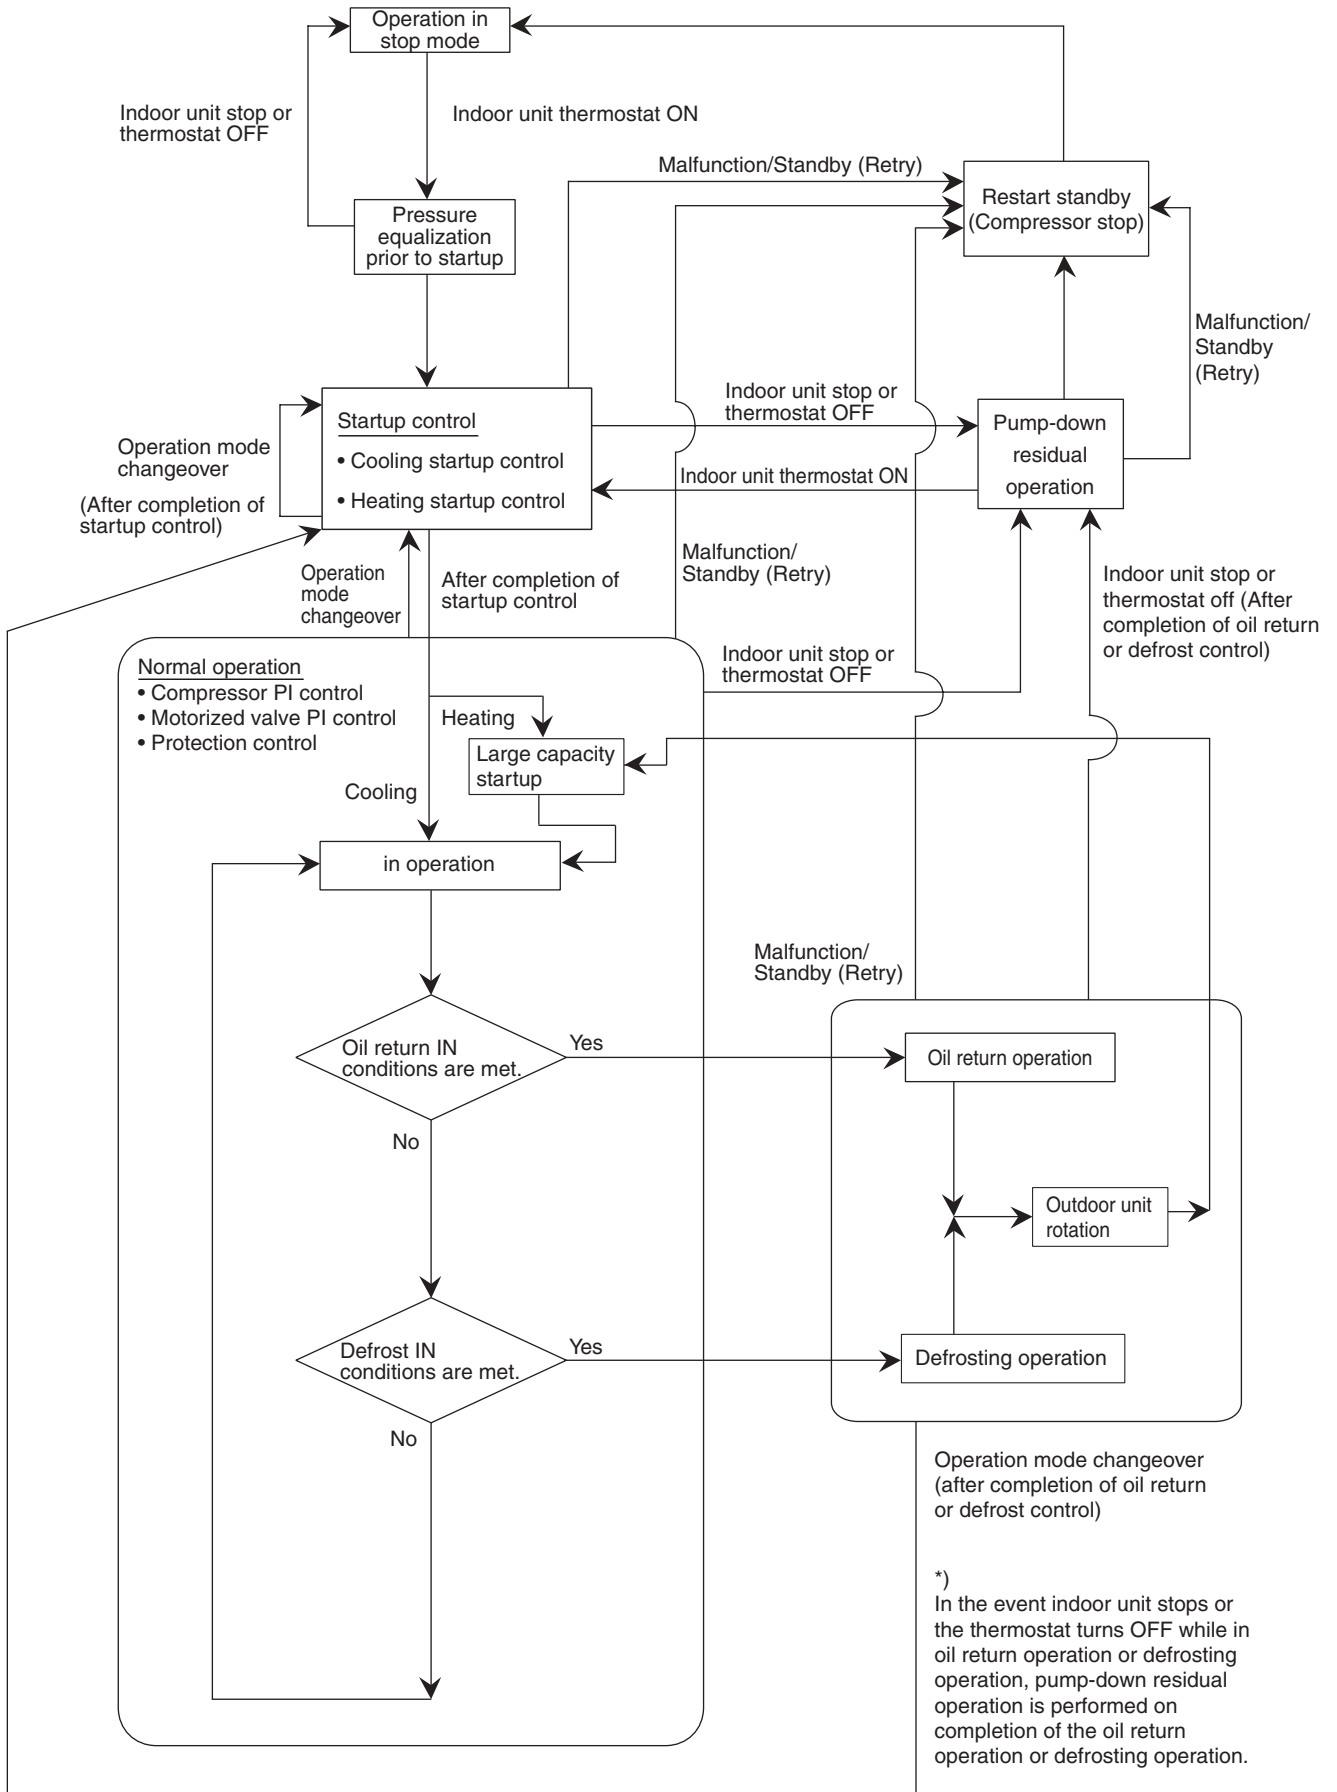 Operation in
stop mode
Indoor unit stop or
thermostat OFF
Indoor unit thermostat ON
Malfunction/Standby (Retry)
Restart standby
(Compressor stop)
Pressure
equalization
prior to startup
Malfunction/
Standby
(Retry)
Indoor unit stop or
thermostat OFF
Startup control
• Cooling startup control
• Heating startup control
Pump-down
residual
operation
Operation mode
changeover
(After completion of
startup control)
Indoor unit thermostat ON
Operation
mode
changeover
After completion of
startup control
Malfunction/
Standby (Retry)
Indoor unit stop or
thermostat off (After
completion of oil return
or defrost control)
Normal operation
• Compressor PI control
• Motorized valve PI control
• Protection control
Indoor unit stop or
thermostat OFF
Heating
Large capacity
startup
Cooling
in operation
Malfunction/
Standby (Retry)
Oil return IN
conditions are met.
Yes
Oil return operation
No
Outdoor unit
rotation
Defrost IN
conditions are met.
Yes
Defrosting operation
No
Operation mode changeover
(after completion of oil return
or defrost control)
*)
In the event indoor unit stops or
the thermostat turns OFF while in
oil return operation or defrosting
operation, pump-down residual
operation is performed on
completion of the oil return
operation or defrosting operation.